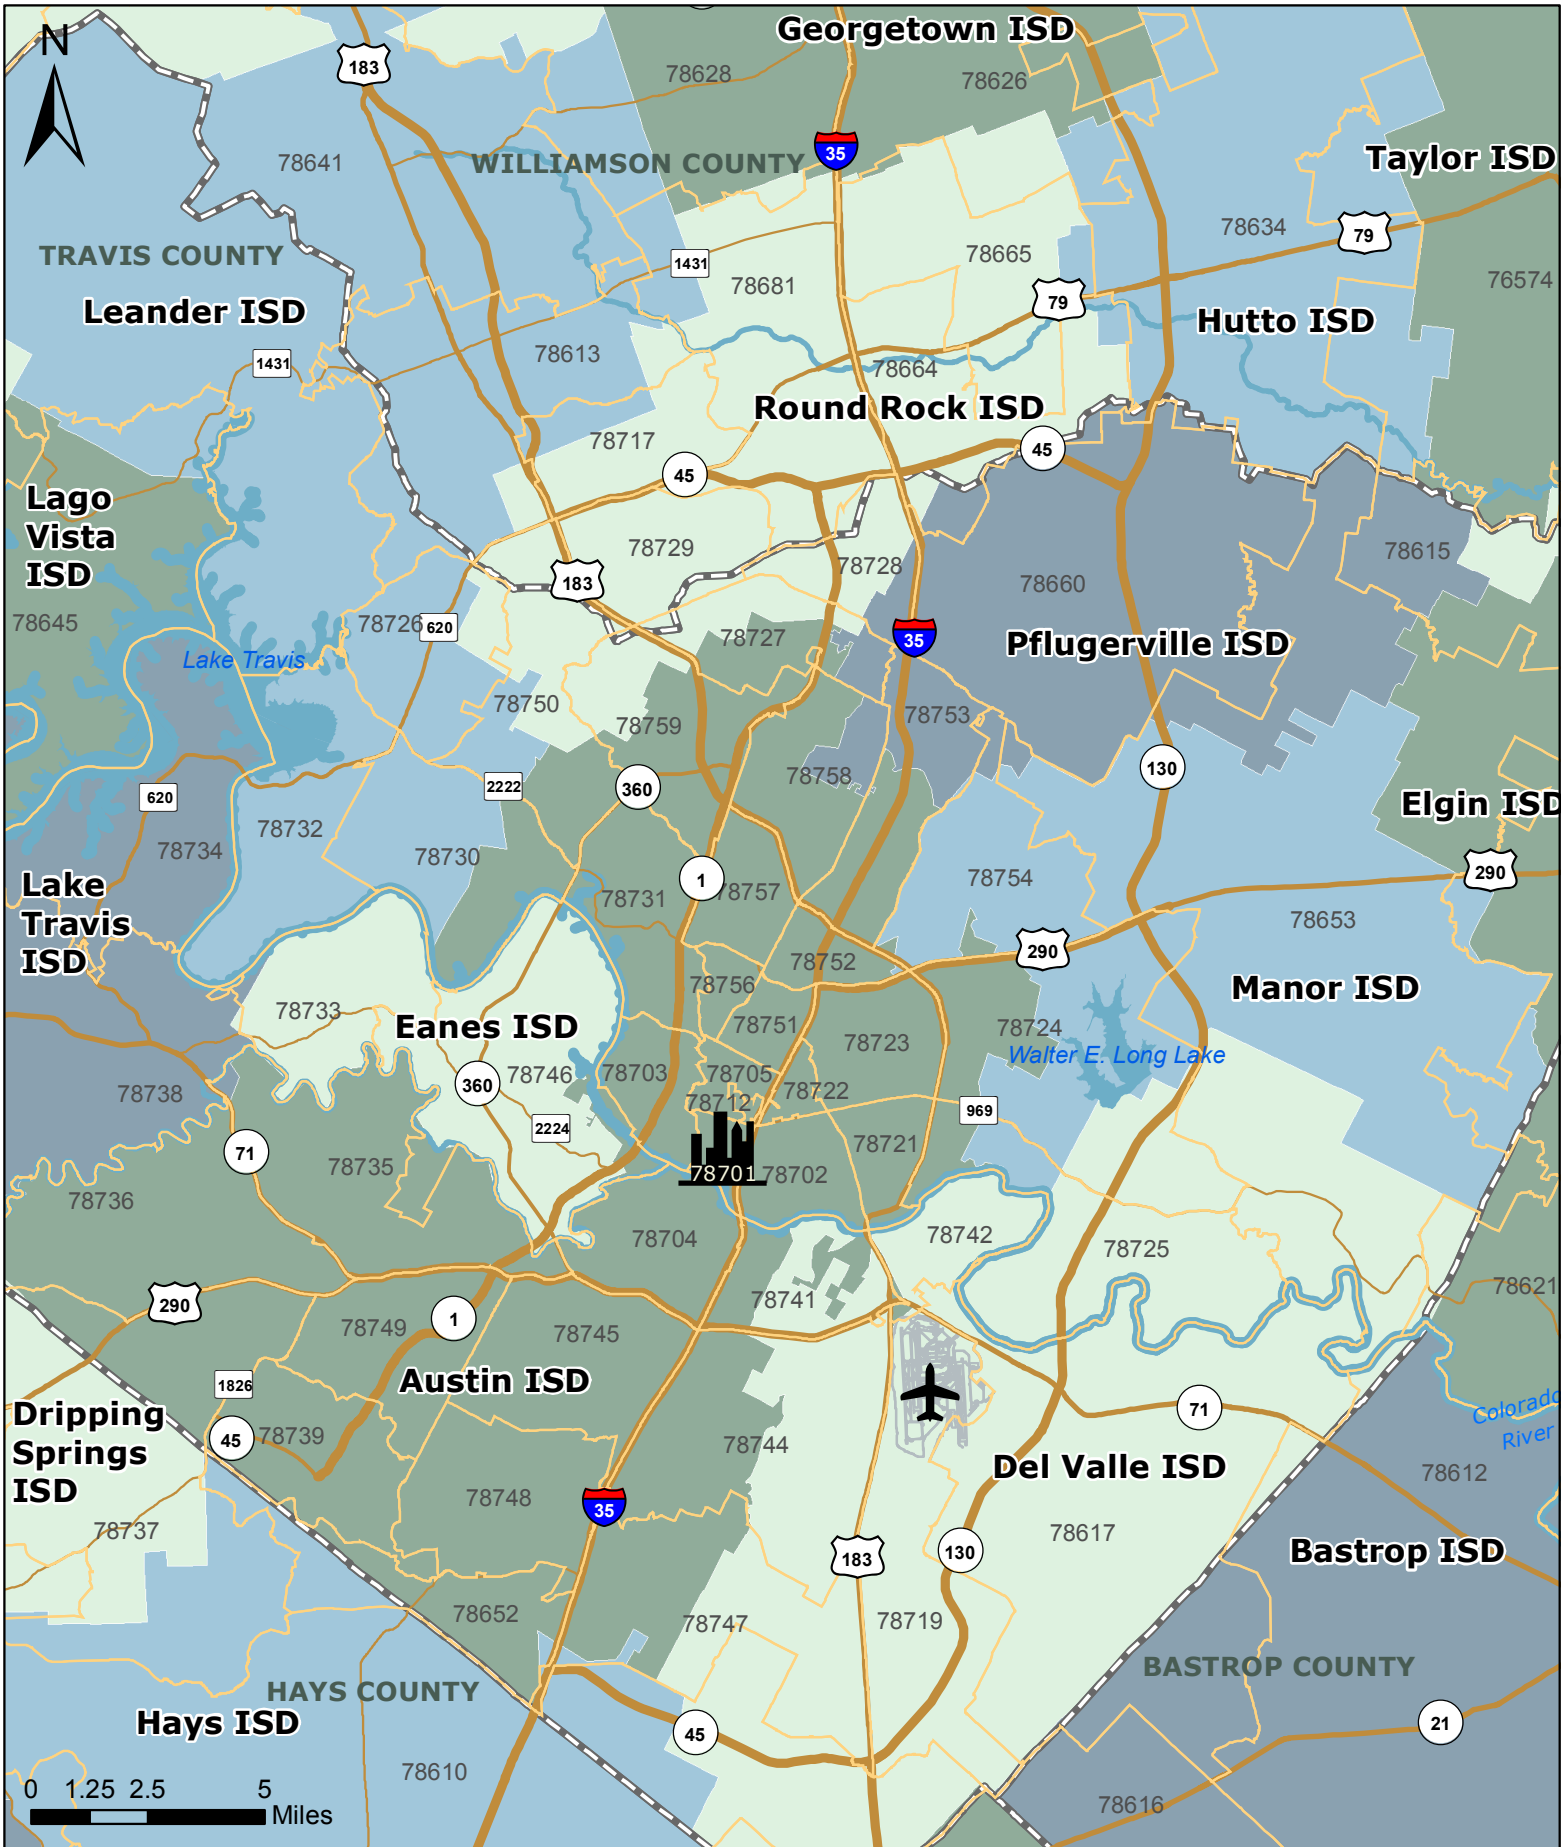 Georgetown ISD
N
183
78628
78626
35
Taylor ISD
78641
WILLIAMSON COUNTY
TRAVIS COUNTY
78634
79
78665
1431
78681
76574
Leander ISD
79
Hutto ISD
1431
78613
78664
Round Rock ISD
78717
45
45
Lago
Vista
ISD
78729
78728
78615
183
78660
78645
78726
620
78727
35
Pflugerville ISD
Lake Travis
78750
78759
78753
78758
130
2222
360
620
Elgin ISD
78732
78734
78730
290
1
78754
Lake
Travis
ISD
78731
78757
78653
290
78752
78756
Manor ISD
78733
Eanes ISD
78751
78724
78723
Walter E. Long Lake
78746
78703
78705
360
78722
78738
78712
969
2224
71
78721
78735
78701
78702
78736
78704
78742
78725
290
78741
78621
1
78749
78745
Austin ISD
1826
Colorado
River
71
Dripping
Springs
ISD
45
78739
78744
Del Valle ISD
78612
78748
35
78737
78617
Bastrop ISD
183
130
78652
78747
78719
BASTROP COUNTY
HAYS COUNTY
Hays ISD
45
21
78610
78616
0 1.25 2.5 5
Miles